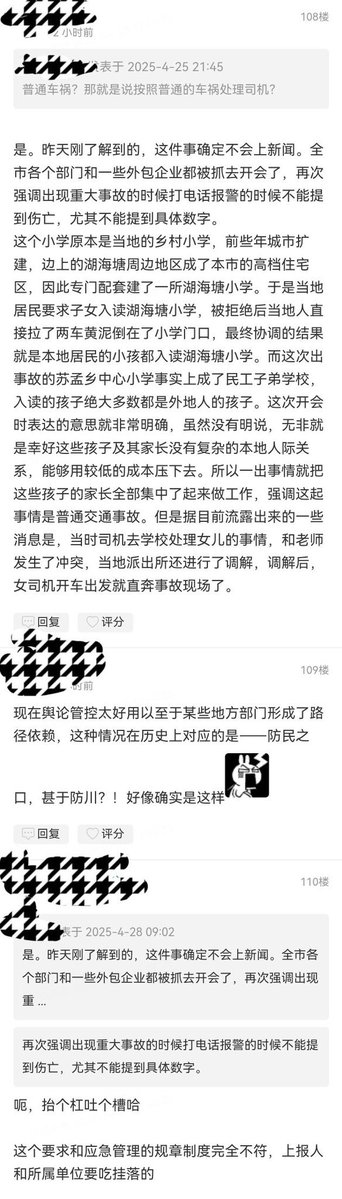 108楼
2 小时前
发表于 2025-4-25 21:45
普通车祸?那就是说按照普通的车祸处理司机?
是。昨天刚了解到的,这件事确定不会上新闻。全
市各个部门和一些外包企业都被抓去开会了,再次
强调出现重大事故的时候打电话报警的时候不能
提到伤亡,尤其不能提到具体数字。
这个小学原本是当地的乡村小学,前些年城市扩
建,边上的湖海塘周边地区成了本市的高档住宅
区,因此专门配套建了一所湖海塘小学。于是当地
居民要求子女入读湖海塘小学,被拒绝后当地人直
接拉了两车黄泥倒在了小学门口,最终协调的结果
就是本地居民的小孩都入读湖海塘小学。而这次出
事故的苏孟乡中心小学事实上成了民工子弟学校,
入读的孩子绝大多数都是外地人的孩子。这次开会
时表达的意思就非常明确,虽然没有明说,无非就
是幸好这些孩子及其家长没有复杂的本地人际关
系,能够用较低的成本压下去。所以一出事情就把
这些孩子的家长全部集中了起来做工作,强调这起
事情是普通交通事故。但是据目前流露出来的一些
消息是,当时司机去学校处理女儿的事情,和老师
发生了冲突,当地派出所还进行了调解,调解后,
女司机开车出发就直奔事故现场了。
回复 评分
109楼
时前
现在舆论管控太好用以至于某些地方部门形成了路
径依赖,这种情况在历史上对应的是——防民之
口,甚于防川?!好像确实是这样
回复 评分
110楼
表于 2025-4-28 09:02
是。昨天刚了解到的,这件事确定不会上新闻。全市各
个部门和一些外包企业都被抓去开会了,再次强调出现
重 ...
再次强调出现重大事故的时候打电话报警的时候不能提
到伤亡,尤其不能提到具体数字。
呃,抬个杠吐个槽哈
这个要求和应急管理的规章制度完全不符,上报人
和所属单位要吃挂落的